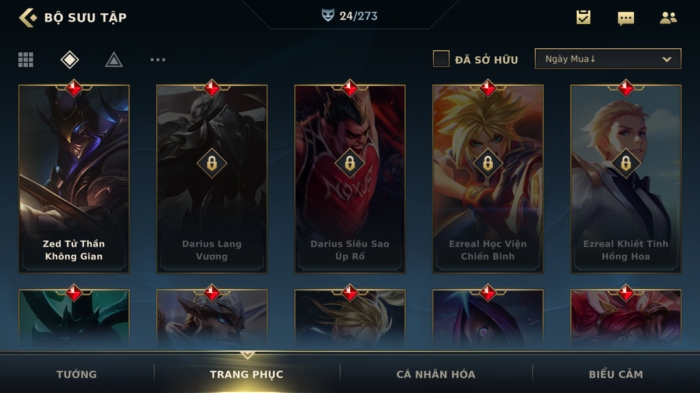 BỘ SƯU TẬP
24/273
ĐÃ SỞ HỮU
Ngày Mua↓
Zed Tử Thần
Không Gian
Darius Lang
Vương
Darius Siêu Sao
Úp Rổ
Ezreal Học Viện
Chiến Binh
Ezreal Khiết Tinh
Hồng Hoa
NOXUS
TƯỚNG
TRANG PHỤC
CÁ NHÂN HÓA
BIỂU CẢM